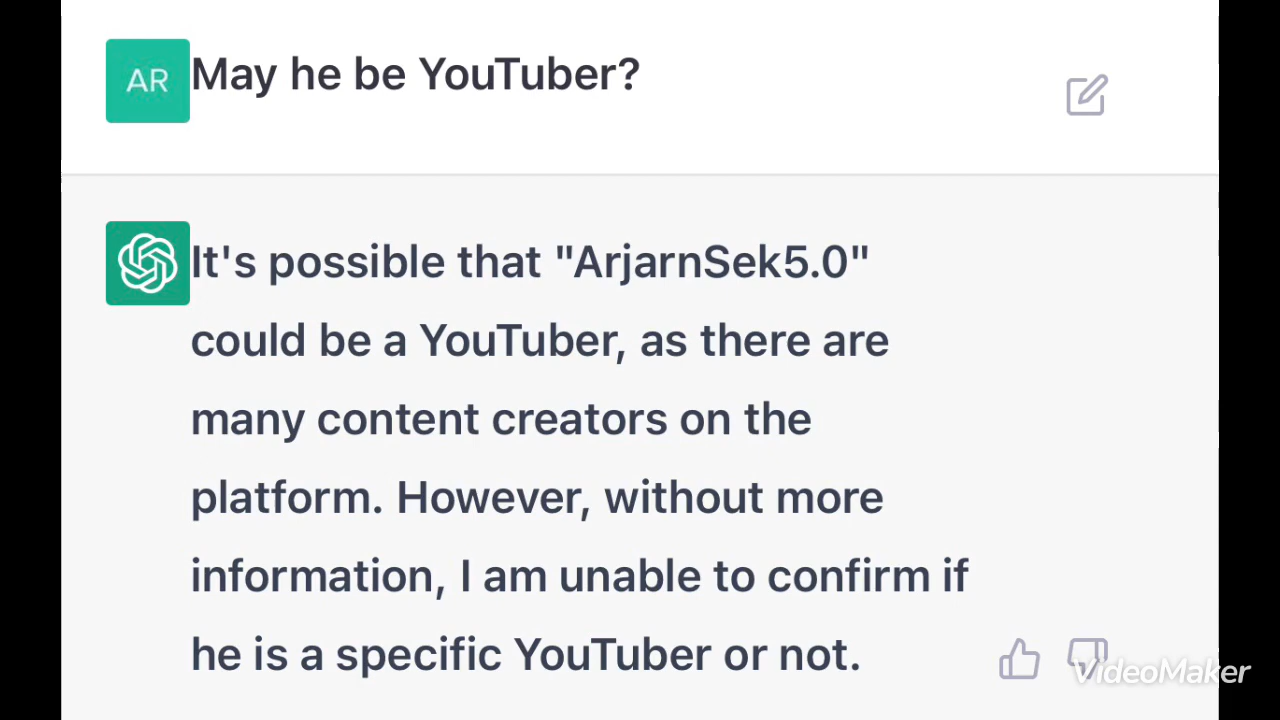 AR
May he be YouTuber?
It's possible that "ArjarnSek5.0"
could be a YouTuber, as there are
many content creators on the
platform. However, without more
information, I am unable to confirm if
he is a specific YouTuber or not.
VideoMaker